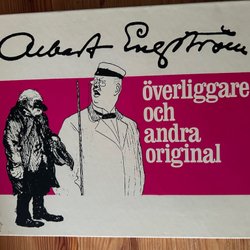 Albert Engström
överliggare
och
andra
original